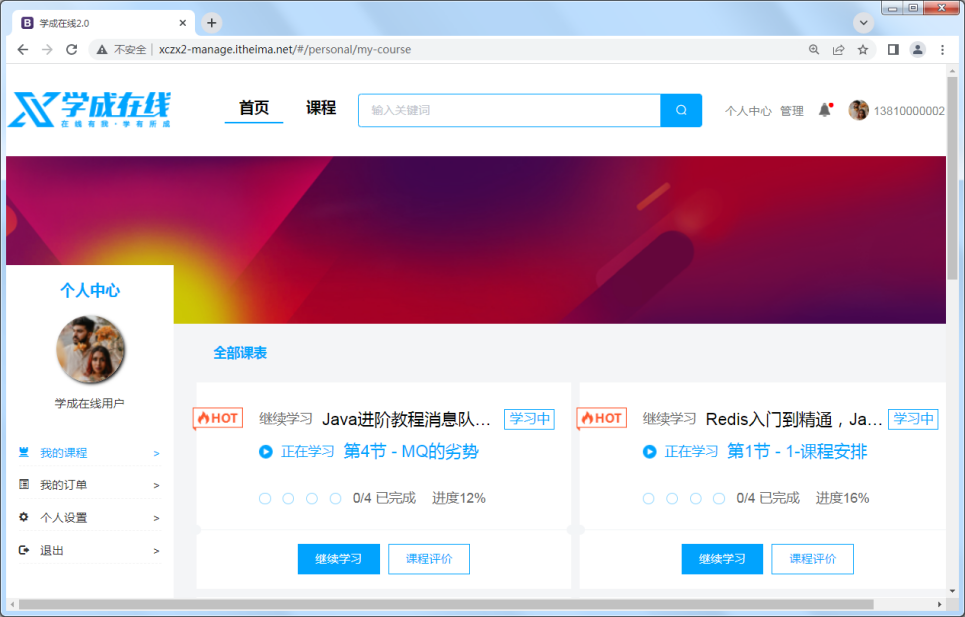 学成在线2.0
不安全 xczx2-manage.itheima.net/#/personal/my-course
学成在线
在线有我·学有所成
首页 课程 输入关键词 个人中心 管理 13810000002
个人中心
学成在线用户
我的课程 >
我的订单 >
个人设置 >
退出 >
全部课表
HOT 继续学习 Java进阶教程消息队... 学习中
正在学习 第4节 - MQ的劣势
0/4 已完成 进度12%
继续学习 课程评价
HOT 继续学习 Redis入门到精通，Ja... 学习中
正在学习 第1节 - 1-课程安排
0/4 已完成 进度16%
继续学习 课程评价